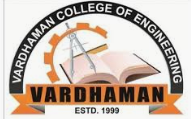 VARDHAMAN COLLEGE OF ENGINEERING
VARDHAMAN
ESTD. 1999